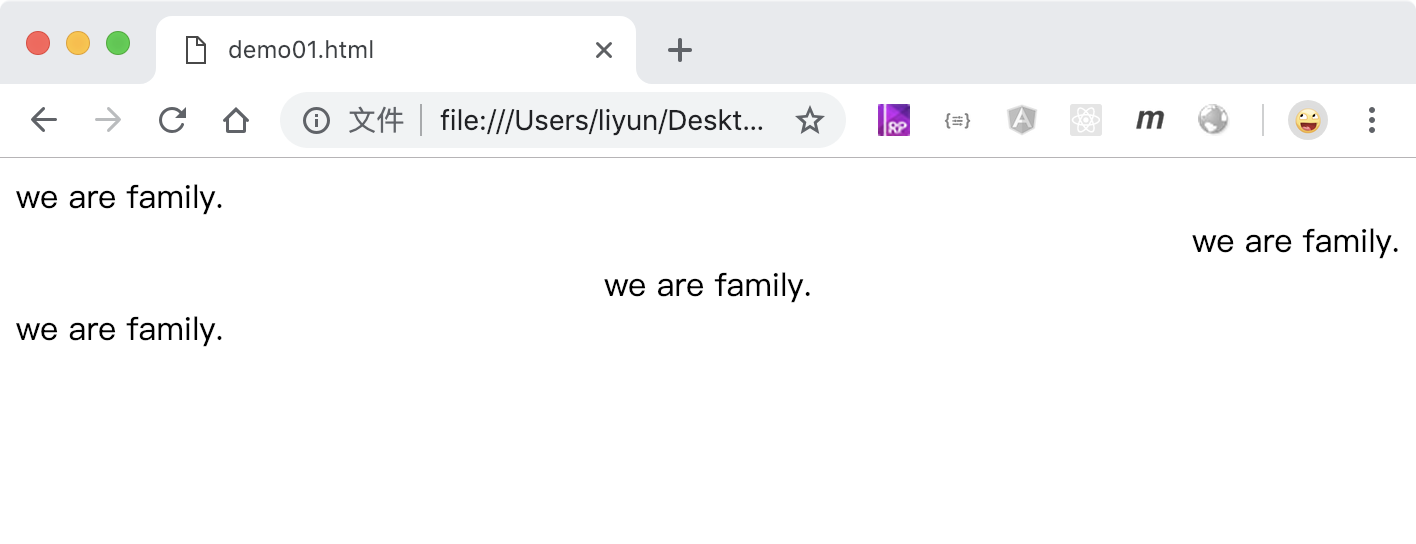 demo01.html
文件 file:///Users/liyun/Deskt...
RP
m
we are family.
we are family.
we are family.
we are family.